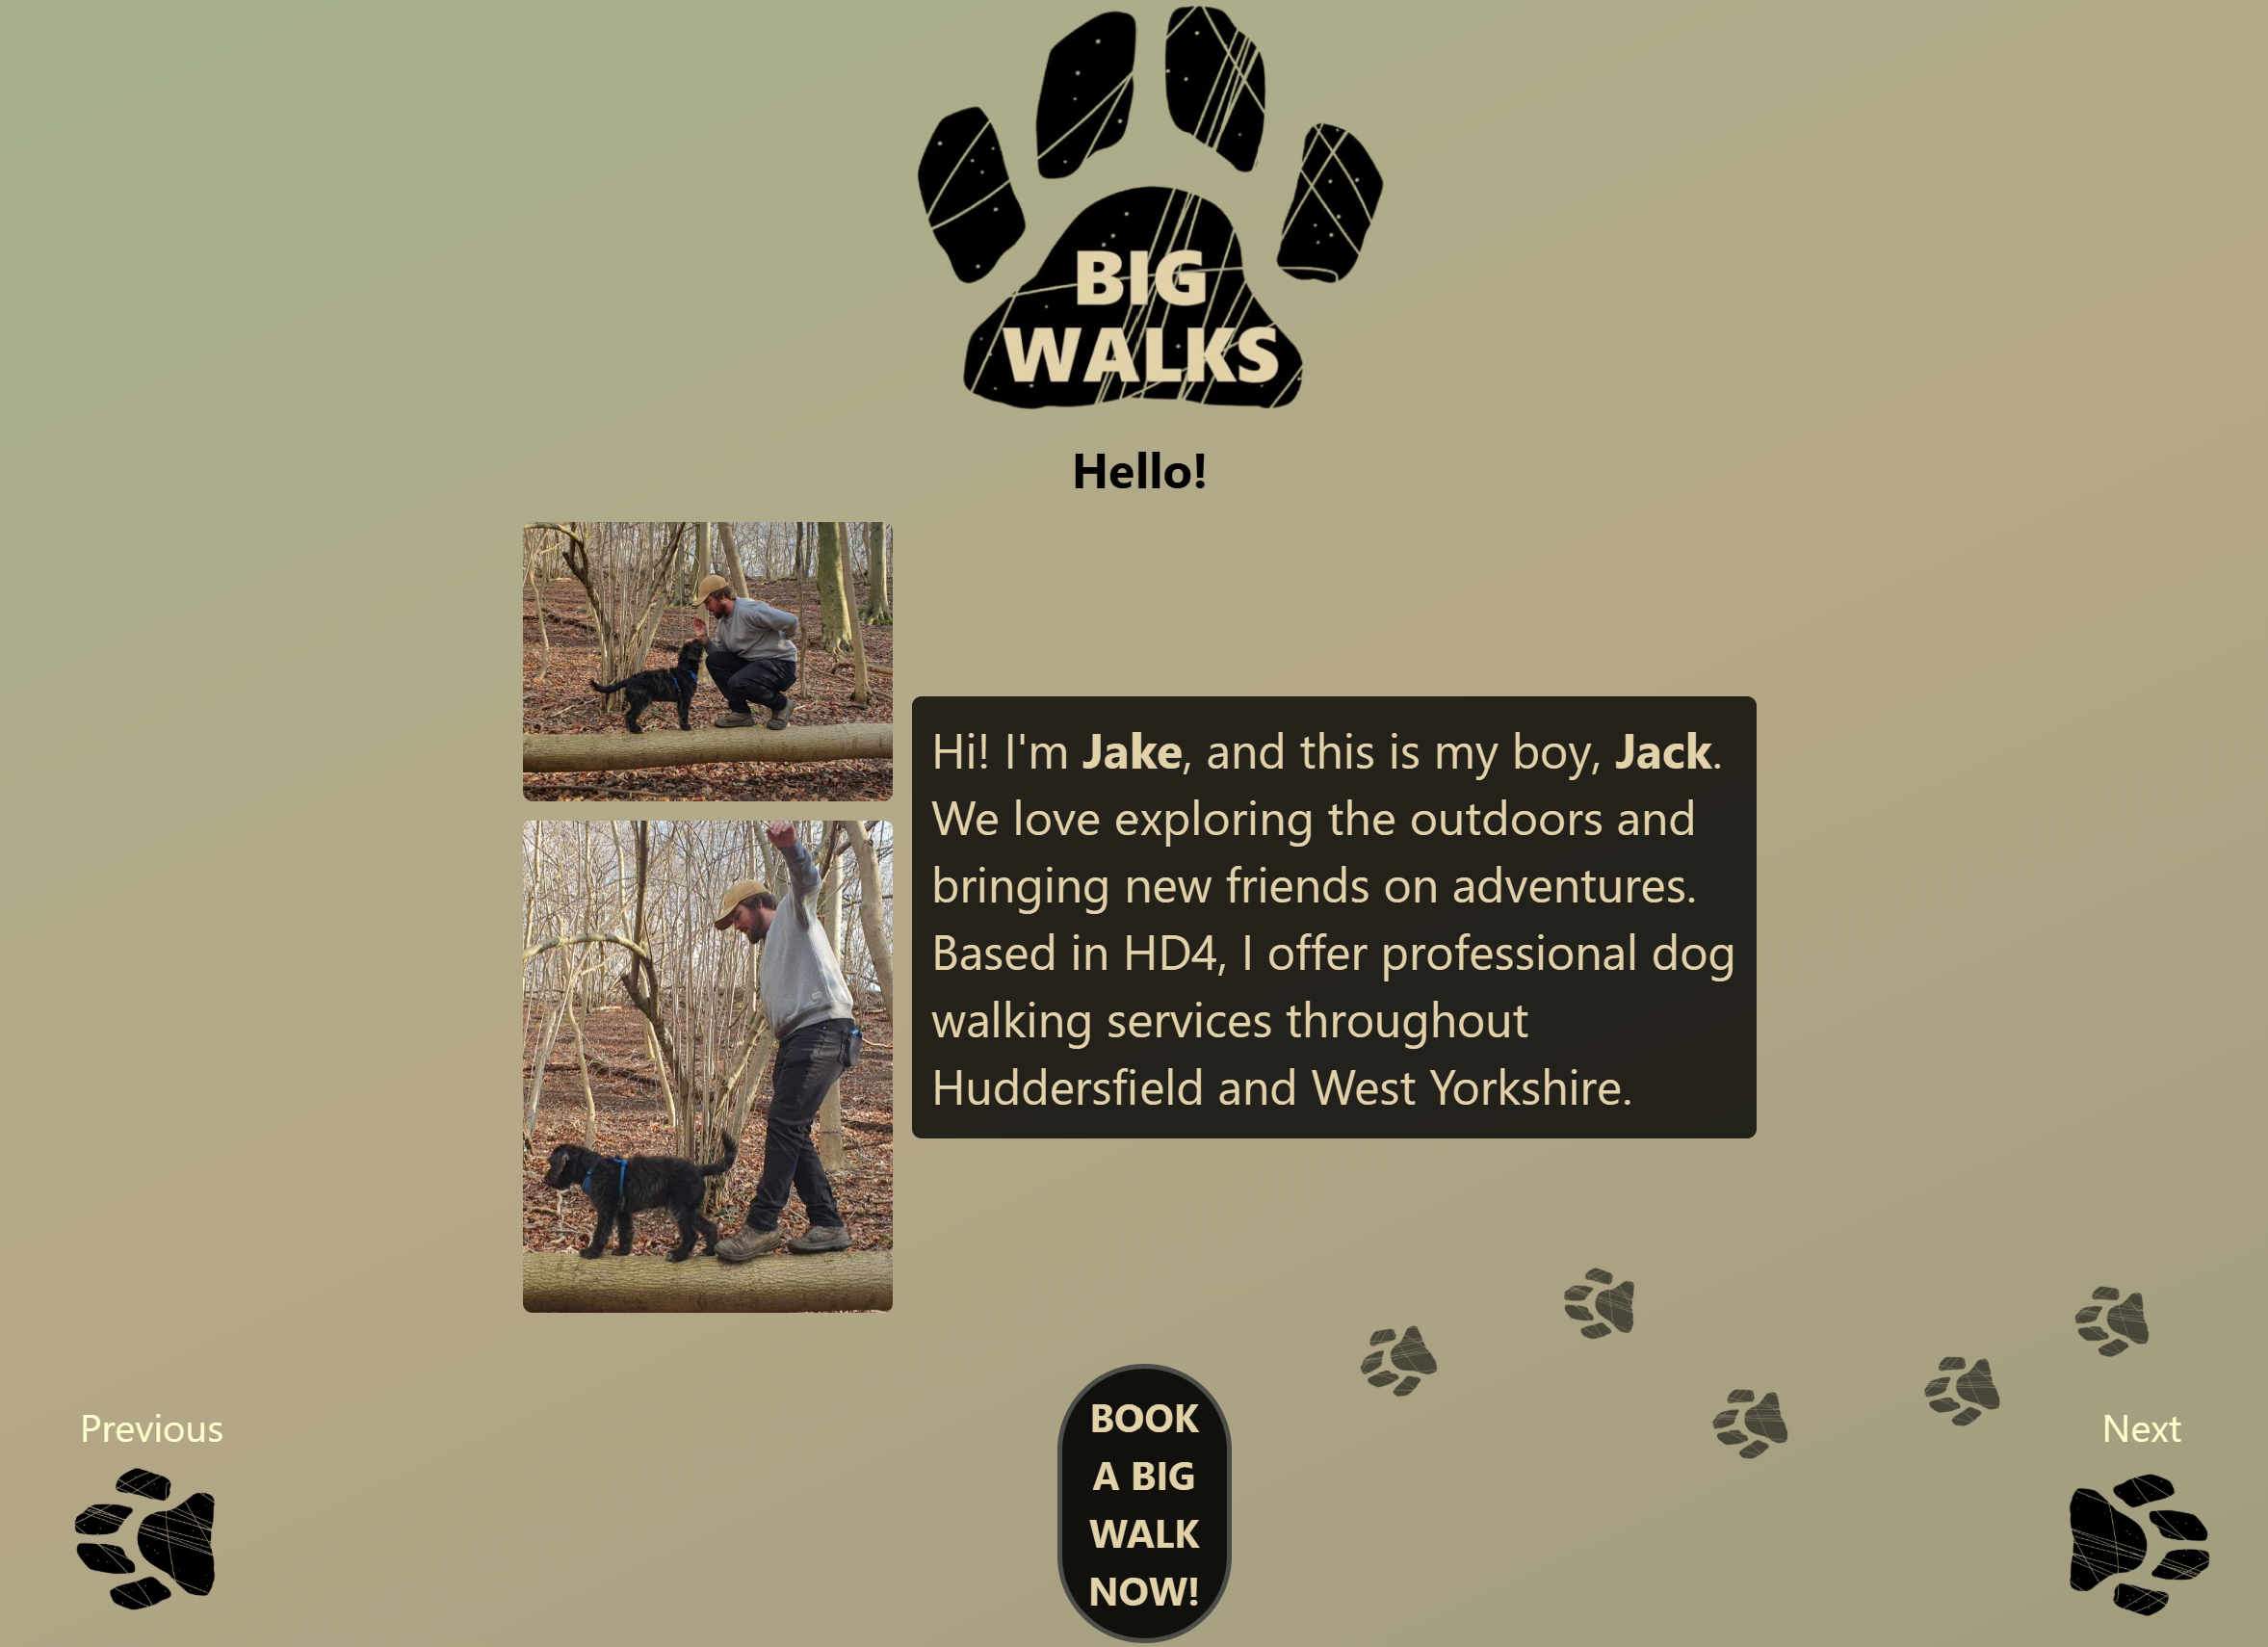 BIG
WALKS
Hello!
Hi! I'm Jake, and this is my boy, Jack.
We love exploring the outdoors and
bringing new friends on adventures.
Based in HD4, I offer professional dog
walking services throughout
Huddersfield and West Yorkshire.
Previous
BOOK
A BIG
WALK
NOW!
Next